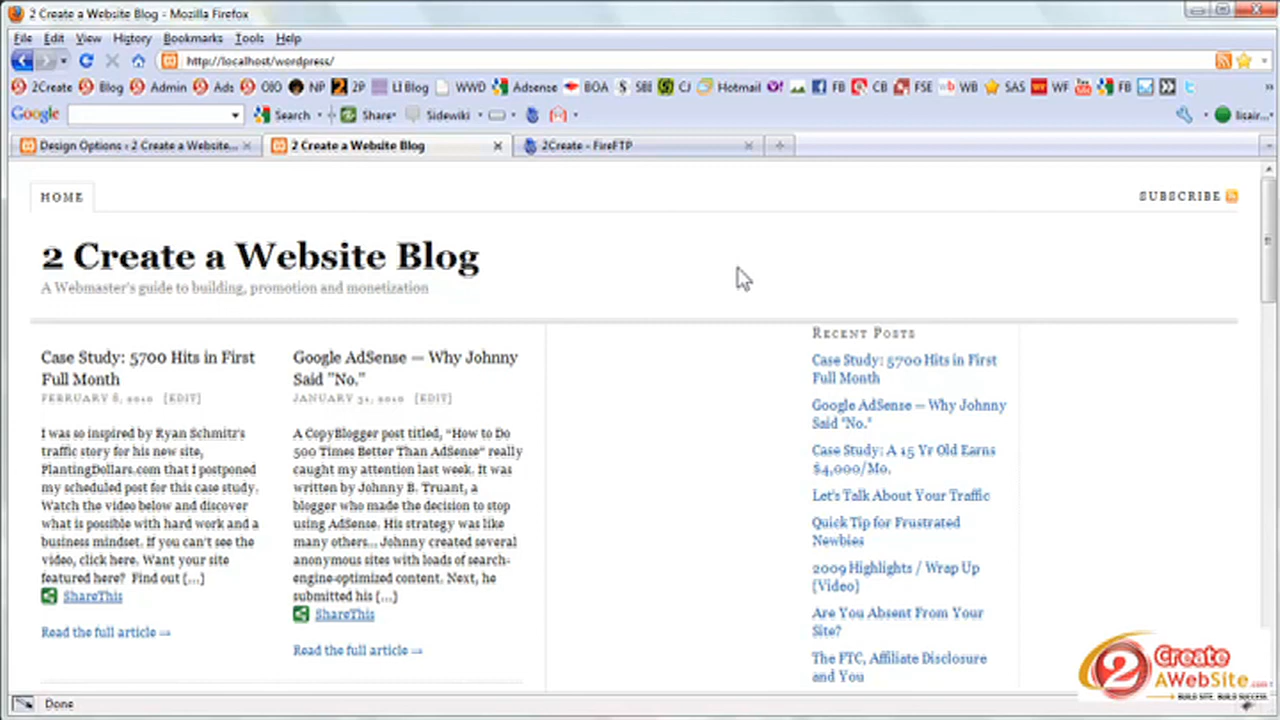 2 Create a Website Blog - Mozilla Firefox
File Edit View History Bookmarks Tools Help
http://localhost/wordpress/
2Create Blog Admin Ads OIO NP 2P LI Blog WWD Adsense BOA SBI CJ Hotmail FB CB FSE WB SAS WF FB
Google Search Share Sidewiki lisair...
Design Options ‹ 2 Create a Website... 2 Create a Website Blog 2Create - FireFTP
HOME SUBSCRIBE
2 Create a Website Blog
A Webmaster's guide to building, promotion and monetization
Case Study: 5700 Hits in First
Full Month
FEBRUARY 8, 2010 [EDIT]
I was so inspired by Ryan Schmitz's
traffic story for his new site,
PlantingDollars.com that I postponed
my scheduled post for this case study.
Watch the video below and discover
what is possible with hard work and a
business mindset. If you can't see the
video, click here. Want your site
featured here? Find out [...]
ShareThis
Read the full article →
Google AdSense — Why Johnny
Said "No."
JANUARY 31, 2010 [EDIT]
A CopyBlogger post titled, "How to Do
500 Times Better Than AdSense" really
caught my attention last week. It was
written by Johnny B. Truant, a
blogger who made the decision to stop
using AdSense. His strategy was like
many others... Johnny created several
anonymous sites with loads of search-
engine-optimized content. Next, he
submitted his [...]
ShareThis
Read the full article →
RECENT POSTS
Case Study: 5700 Hits in First
Full Month
Google AdSense — Why Johnny
Said "No."
Case Study: A 15 Yr Old Earns
$4,000/Mo.
Let's Talk About Your Traffic
Quick Tip for Frustrated
Newbies
2009 Highlights / Wrap Up
{Video}
Are You Absent From Your
Site?
The FTC, Affiliate Disclosure
and You
2 Create
AWebSite.com
BUILD SITE. BUILD SUCCESS.
Done